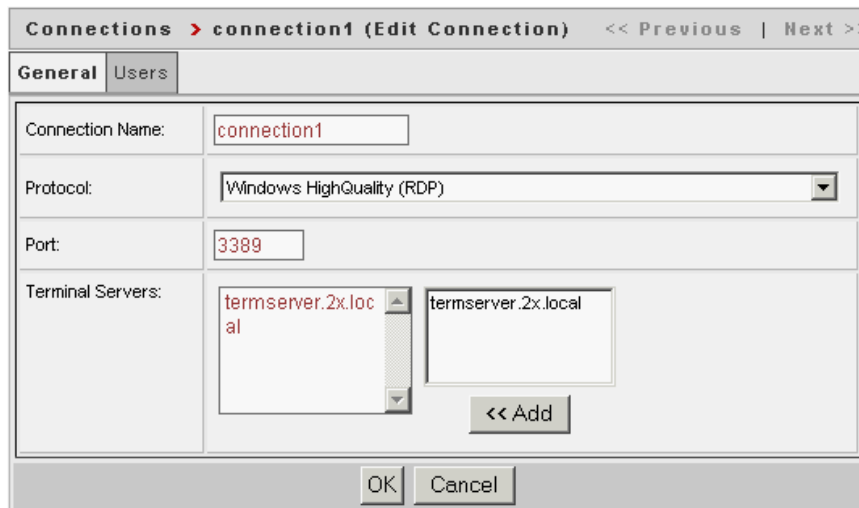 Connections > connection1 (Edit Connection) << Previous | Next >
General Users
Connection Name: connection1
Protocol: Windows HighQuality (RDP)
Port: 3389
Terminal Servers: termserver.2x.loc termserver.2x.local
al
<< Add
OK Cancel